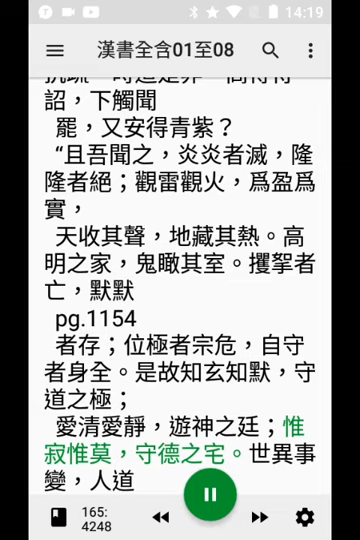 14:19
漢書全含01至08
詔，下觸聞
罷，又安得青紫？
“且吾聞之，炎炎者滅，隆
隆者絕；觀雷觀火，爲盈爲
實，
天收其聲，地藏其熱。高
明之家，鬼瞰其室。攫挐者
亡，默默
pg.1154
者存；位極者宗危，自守
者身全。是故知玄知默，守
道之極；
愛清愛靜，遊神之廷；惟
寂惟莫，守德之宅。世異事
變，人道
165:
4248